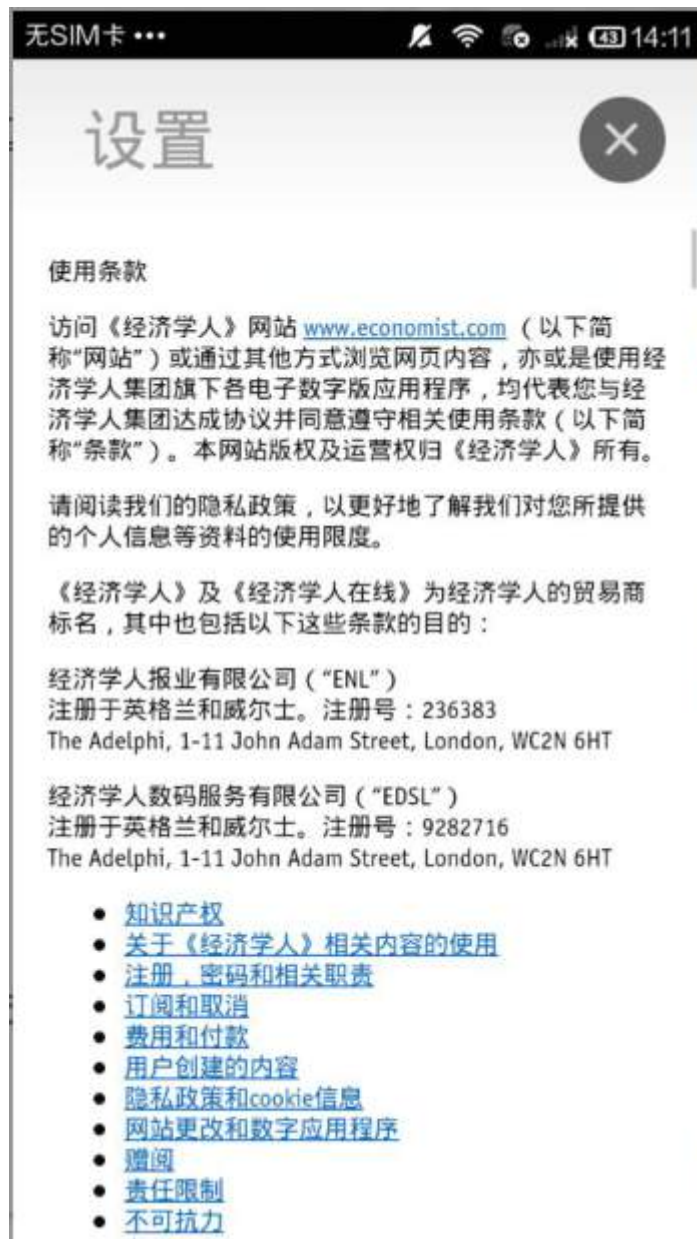 无SIM卡 ••• 43 14:11
设置
使用条款
访问《经济学人》网站 www.economist.com （以下简
称“网站”）或通过其他方式浏览网页内容，亦或是使用经
济学人集团旗下各电子数字版应用程序，均代表您与经
济学人集团达成协议并同意遵守相关使用条款（以下简
称“条款”）。本网站版权及运营权归《经济学人》所有。
请阅读我们的隐私政策，以更好地了解我们对您所提供
的个人信息等资料的使用限度。
《经济学人》及《经济学人在线》为经济学人的贸易商
标名，其中也包括以下这些条款的目的：
经济学人报业有限公司（“ENL”）
注册于英格兰和威尔士。注册号：236383
The Adelphi, 1-11 John Adam Street, London, WC2N 6HT
经济学人数码服务有限公司（“EDSL”）
注册于英格兰和威尔士。注册号：9282716
The Adelphi, 1-11 John Adam Street, London, WC2N 6HT
• 知识产权
• 关于《经济学人》相关内容的使用
• 注册，密码和相关职责
• 订阅和取消
• 费用和付款
• 用户创建的内容
• 隐私政策和cookie信息
• 网站更改和数字应用程序
• 赠阅
• 责任限制
• 不可抗力